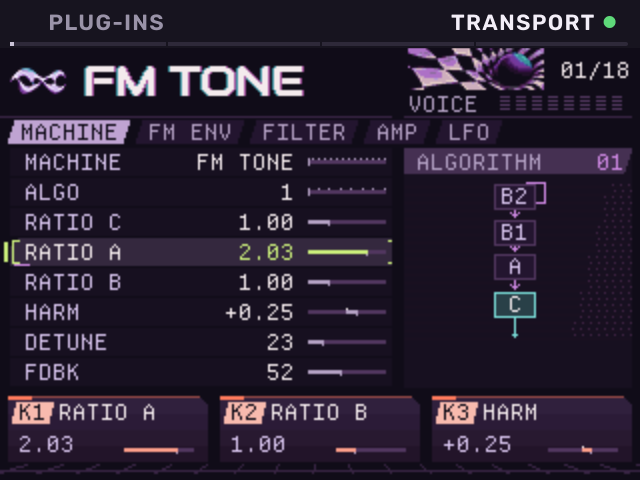 PLUG-INS TRANSPORT
FM TONE 01/18
VOICE
MACHINE FM ENV FILTER AMP LFO
MACHINE FM TONE
ALGO 1
RATIO C 1.00
RATIO A 2.03
RATIO B 1.00
HARM +0.25
DETUNE 23
FDBK 52
ALGORITHM 01
B2
B1
A
C
K1 RATIO A
2.03
K2 RATIO B
1.00
K3 HARM
+0.25